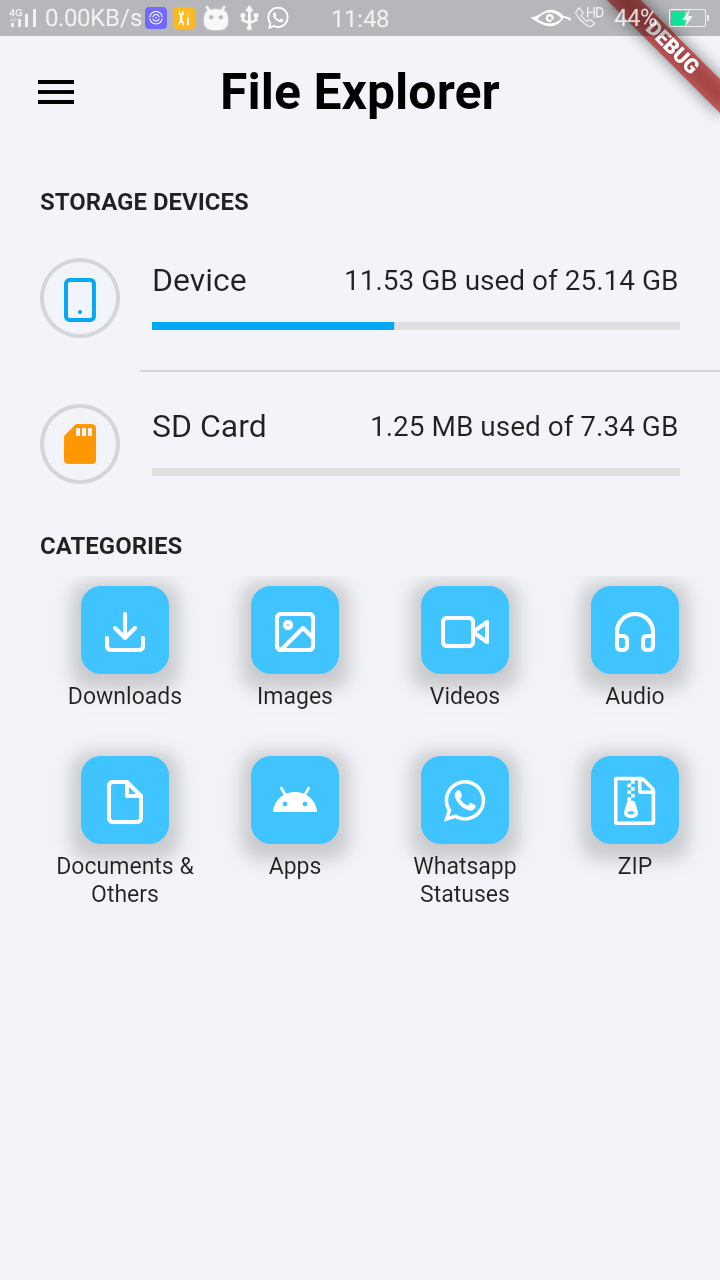 4G 0.00KB/s 11:48 HD 44%
DEBUG
File Explorer
STORAGE DEVICES
Device 11.53 GB used of 25.14 GB
SD Card 1.25 MB used of 7.34 GB
CATEGORIES
Downloads Images Videos Audio
Documents & Apps Whatsapp ZIP
Others Statuses